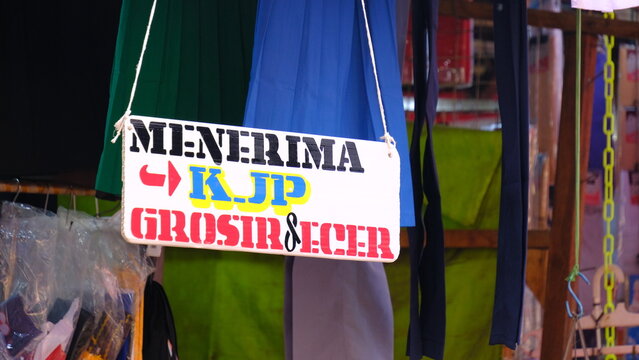 MENERIMA
KJP
GROSIR & ECER